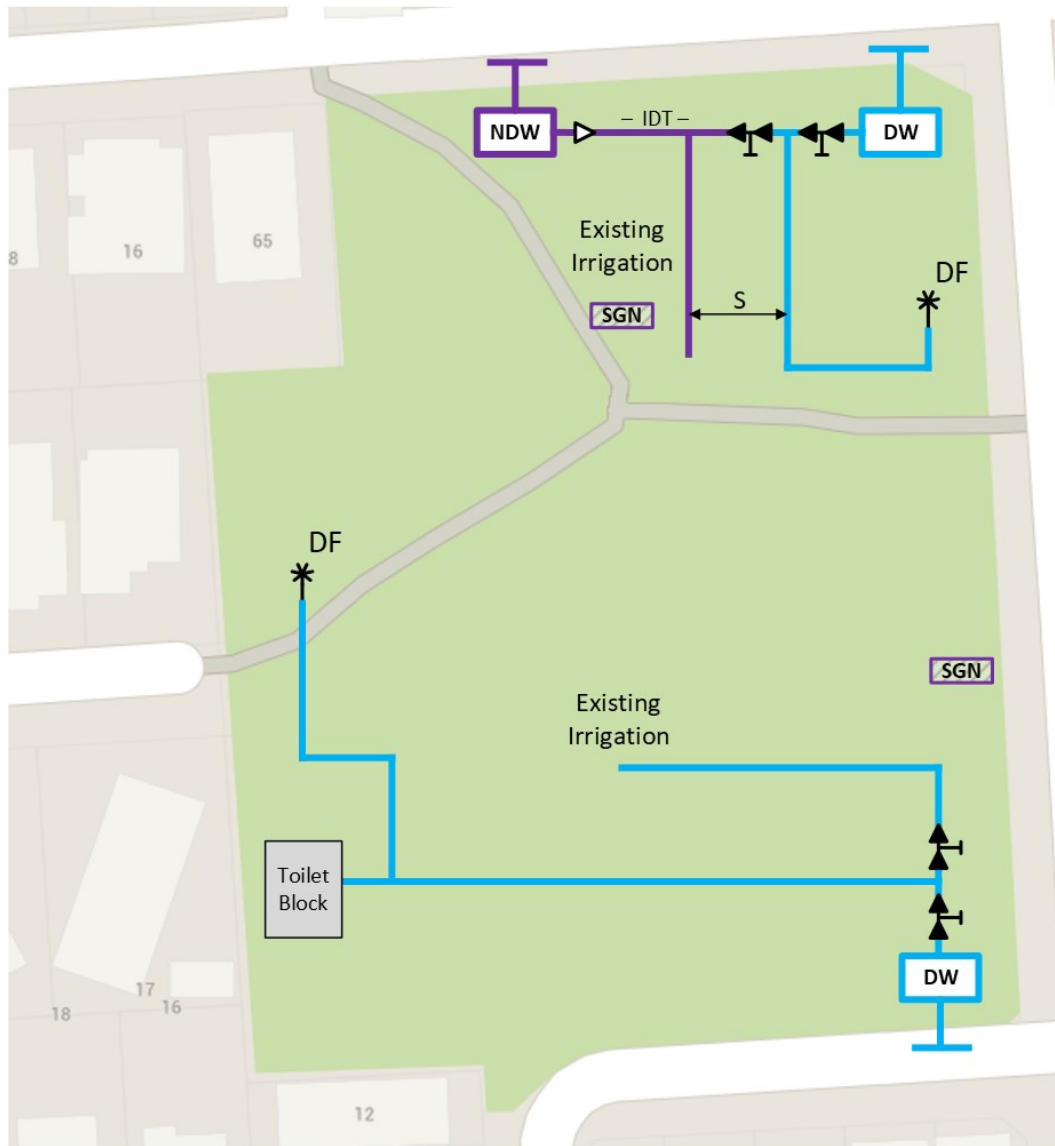 NDW
– IDT –
DW
65
16
8
Existing
Irrigation
SGN
S
DF
DF
SGN
Existing
Irrigation
Toilet
Block
DW
17
16
18
12